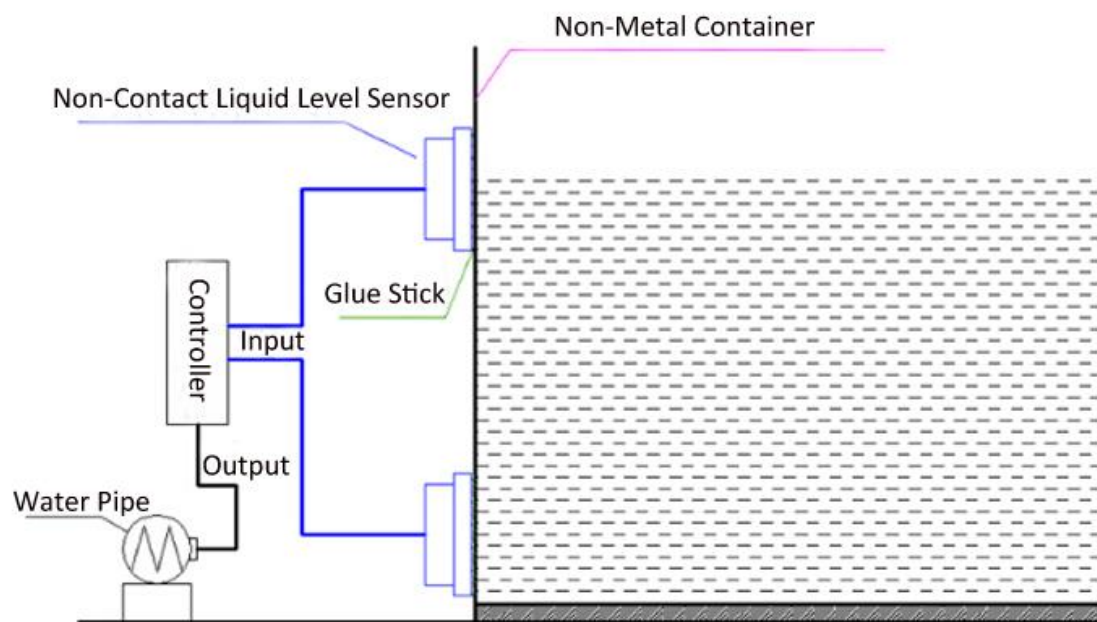 Non-Metal Container
Non-Contact Liquid Level Sensor
Controller
Glue Stick
Input
Output
Water Pipe